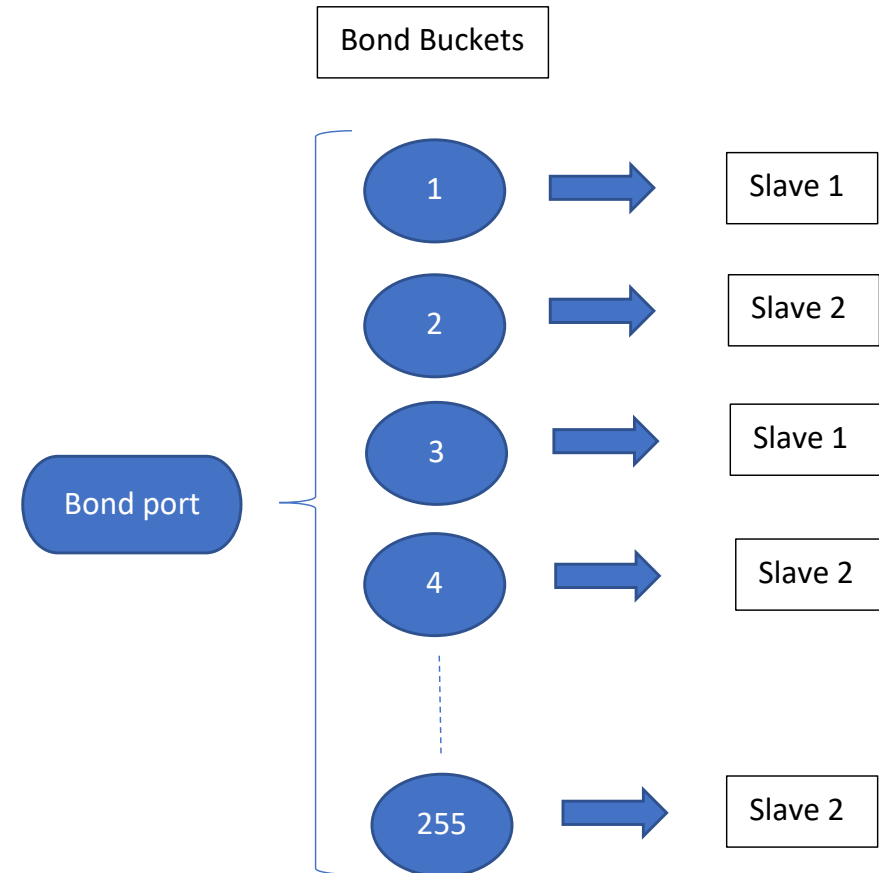 Bond Buckets
1
Slave 1
2
Slave 2
3
Slave 1
Bond port
4
Slave 2
255
Slave 2